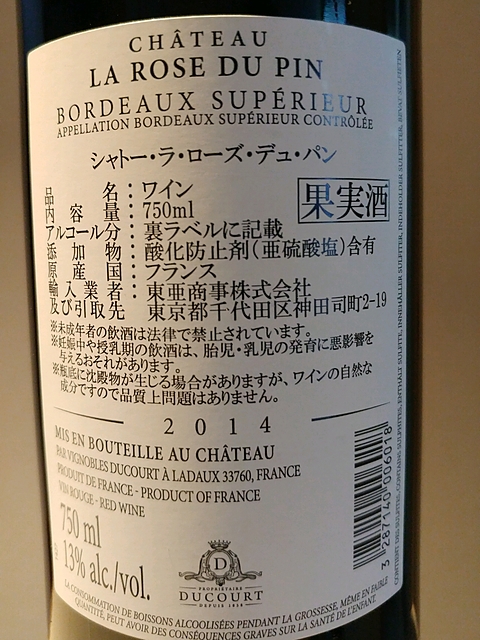 CHÂTEAU
LA ROSE DU PIN
BORDEAUX SUPÉRIEUR
APPELLATION BORDEAUX SUPÉRIEUR CONTRÔLÉE
シャトー・ラ・ローズ・デュ・パン
品名：ワイン
内容量：750ml
果実酒
アルコール分：裏ラベルに記載
添加物：酸化防止剤(亜硫酸塩)含有
原産国：フランス
輸入業者：東亜商事株式会社
及び引取先 東京都千代田区神田司町2-19
※未成年者の飲酒は法律で禁止されています。
※妊娠中や授乳期の飲酒は、胎児・乳児の発育に悪影響を
与えるおそれがあります。
※瓶底に沈殿物が生じる場合がありますが、ワインの自然な
成分ですので品質上問題はありません。
2014
MIS EN BOUTEILLE AU CHÂTEAU
PAR VIGNOBLES DUCOURT À LADAUX 33760, FRANCE
PRODUIT DE FRANCE - PRODUCT OF FRANCE
VIN ROUGE - RED WINE
750 ml
13% alc./vol.
D
PROPRIÉTAIRE
DUCOURT
DEPUIS 1858
3 287140 006018
CONTIENT DES SULFITES, CONTAINS SULPHITES, ENTHÄLT SULFITE, INNEHÅLLER SULFITER, INDEHOLDER SULFITTER, BEVAT SULFIETEN
LA CONSOMMATION DE BOISSONS ALCOOLISÉES PENDANT LA GROSSESSE, MÊME EN FAIBLE
QUANTITÉ, PEUT AVOIR DES CONSÉQUENCES GRAVES SUR LA SANTÉ DE L'ENFANT.